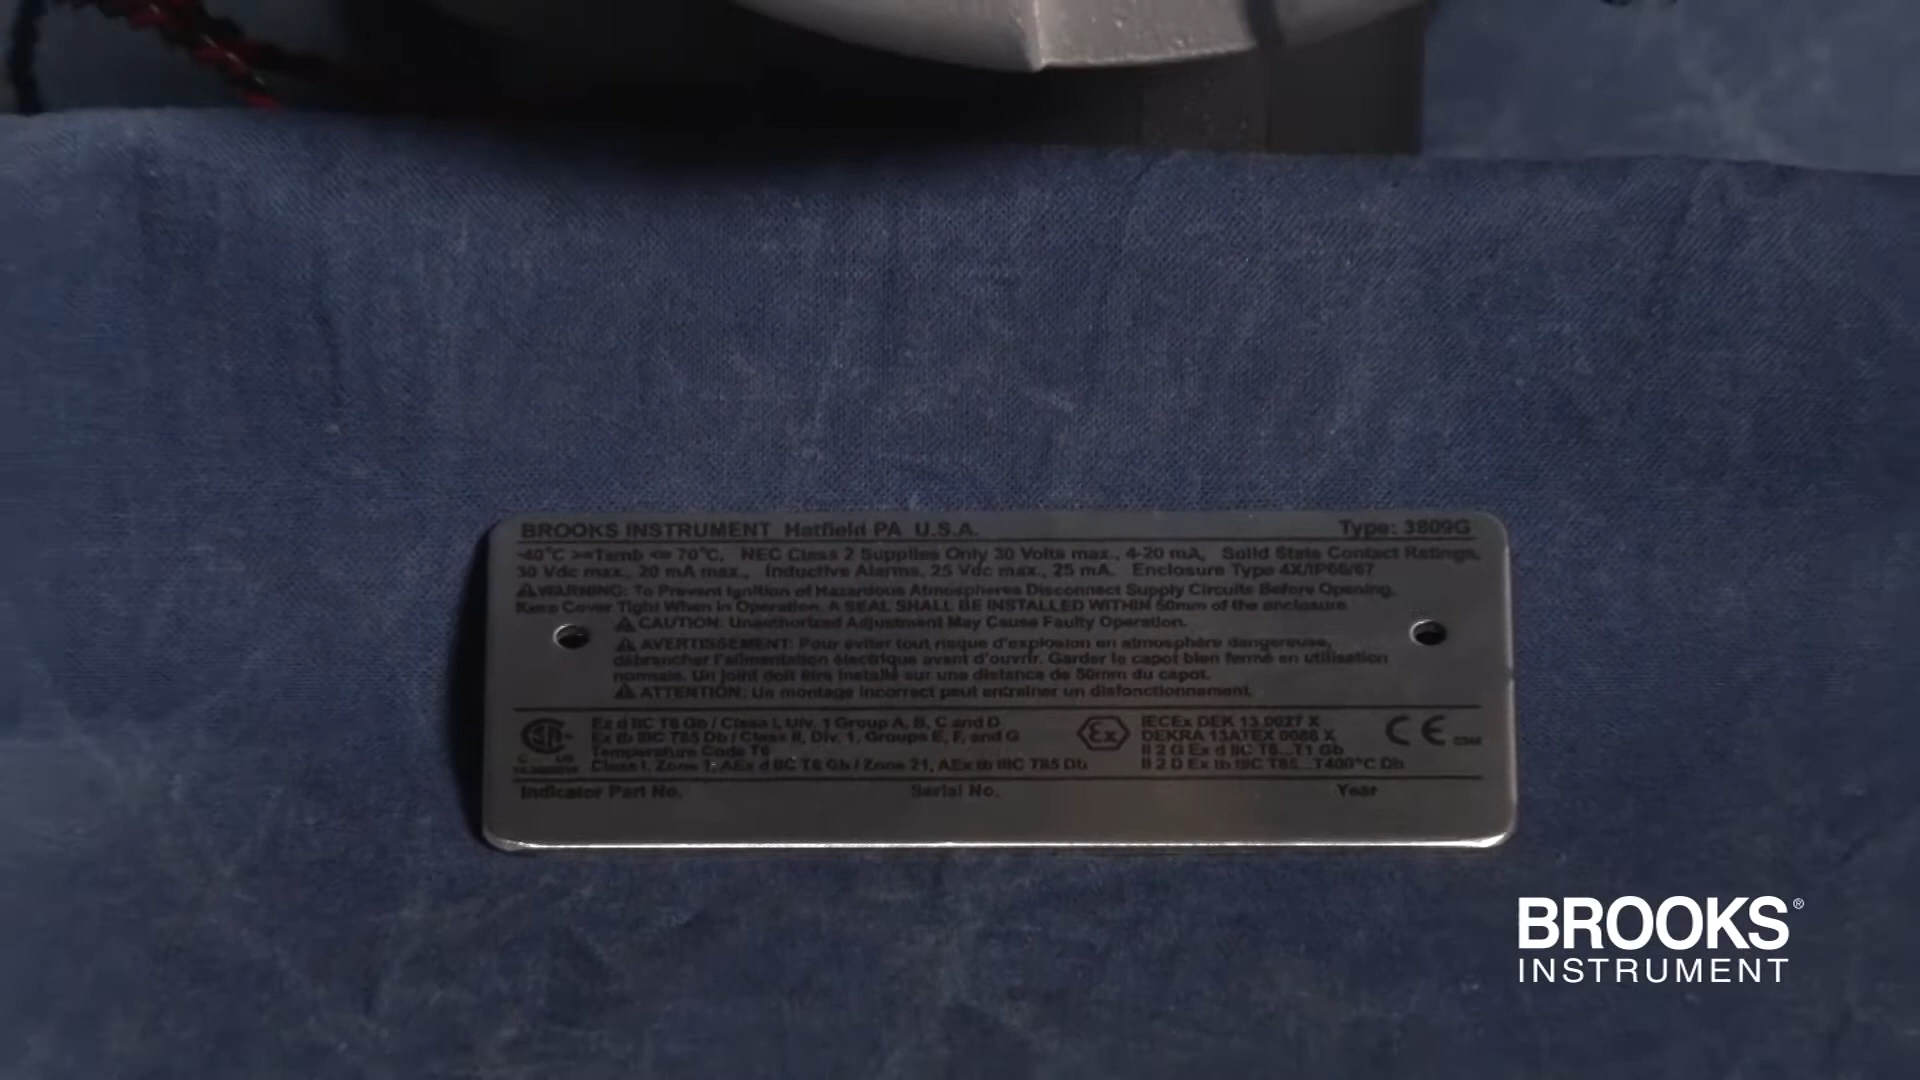 BROOKS INSTRUMENT Hatfield PA U.S.A. Type: 3809G
-40°C >=Tamb <= 70°C, NEC Class 2 Supplies Only 30 Volts max., 4-20 mA, Solid State Contact Ratings,
30 Vdc max., 20 mA max., Inductive Alarms, 25 Vdc max., 25 mA. Enclosure Type 4X/IP66/67
WARNING: To Prevent Ignition of Hazardous Atmospheres Disconnect Supply Circuits Before Opening.
Keep Cover Tight When in Operation. A SEAL SHALL BE INSTALLED WITHIN 50mm of the enclosure
CAUTION: Unauthorized Adjustment May Cause Faulty Operation.
AVERTISSEMENT: Pour éviter tout risque d'explosion en atmosphère dangereuse,
débrancher l'alimentation électrique avant d'ouvrir. Garder le capot bien fermé en utilisation
normale. Un joint doit être installé sur une distance de 50mm du capot.
ATTENTION: Un montage incorrect peut entraîner un disfonctionnement.
Ex d IIC T6 Gb / Class I, Div. 1 Group A, B, C and D
Ex tb IIIC T85 Db / Class II, Div. 1, Groups E, F, and G
Temperature Code T6
Class I, Zone 1, AEx d IIC T6 Gb / Zone 21, AEx tb IIIC T85 Db
SA
C US
Ex
IECEx DEK 13.0027 X
DEKRA 13ATEX 0088 X
II 2 G Ex d IIC T6...T1 Gb
II 2 D Ex tb IIIC T85...T400°C Db
CE
Indicator Part No. Serial No. Year
BROOKS®
INSTRUMENT